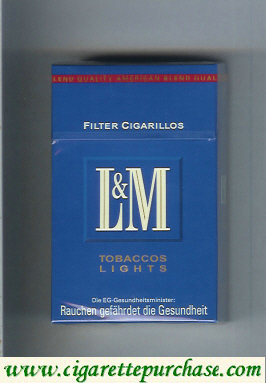 LEND QUALITY AMERICAN BLEND QUAL
FILTER CIGARILLOS
L&M
TOBACCOS
LIGHTS
Die EG-Gesundheitsminister:
Rauchen gefährdet die Gesundheit
www.cigarettepurchase.com